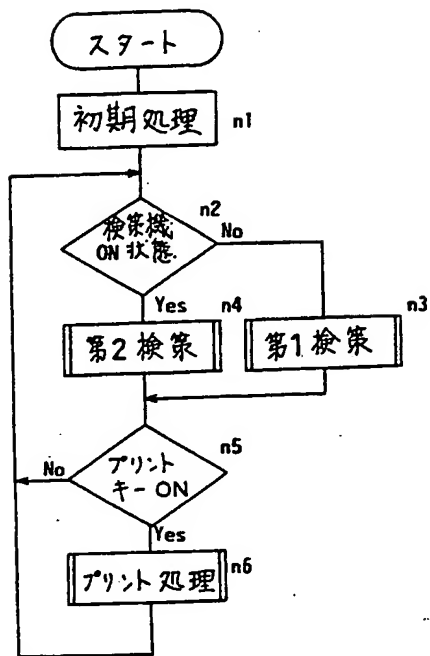 スタート
初期処理 n1
n2
検策機
ON 状態
No
Yes
n4
n3
第2検策
第1検策
n5
プリント
キー ON
No
Yes
プリント処理
n6